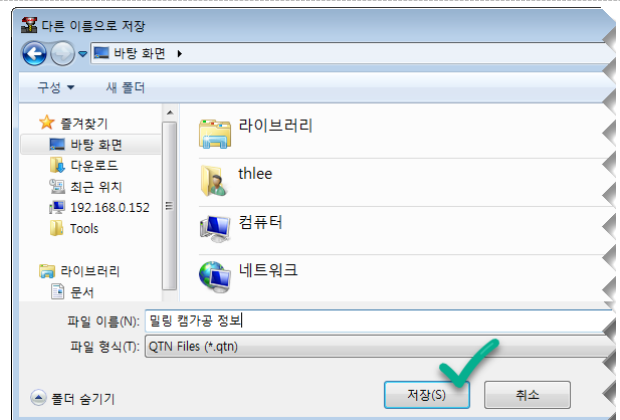 다른 이름으로 저장
바탕 화면
구성 새 폴더
즐겨찾기
바탕 화면
다운로드
최근 위치
192.168.0.152
Tools
라이브러리
문서
라이브러리
thlee
컴퓨터
네트워크
파일 이름(N): 밀링 캠가공 정보
파일 형식(T): QTN Files (*.qtn)
폴더 숨기기 저장(S) 취소